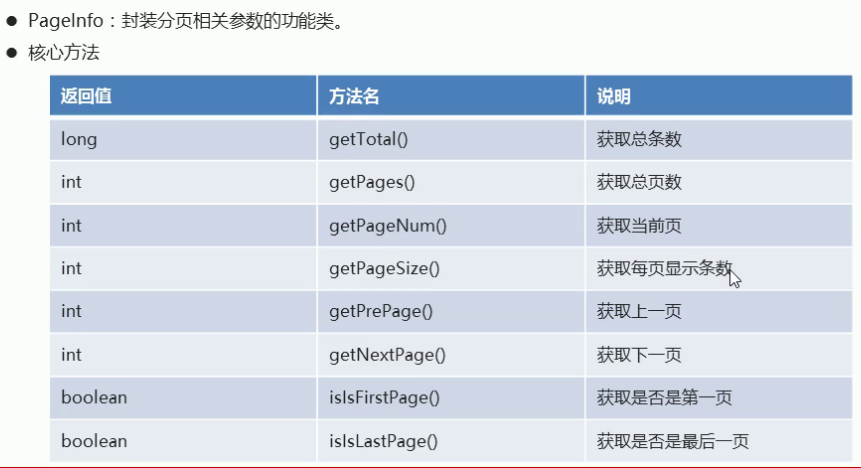 ● PageInfo：封装分页相关参数的功能类。
● 核心方法
返回值 方法名 说明
long getTotal() 获取总条数
int getPages() 获取总页数
int getPageNum() 获取当前页
int getPageSize() 获取每页显示条数
int getPrePage() 获取上一页
int getNextPage() 获取下一页
boolean isIsFirstPage() 获取是否是第一页
boolean isIsLastPage() 获取是否是最后一页